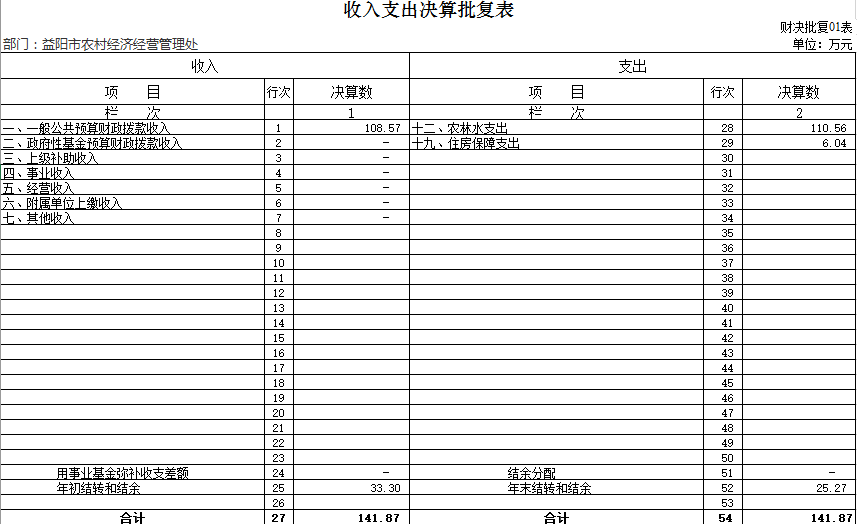 收入支出决算批复表
财决批复01表
部门：益阳市农村经济经营管理处 单位：万元
收入 支出
项 目 行次 决算数 项 目 行次 决算数
栏 次 1 栏 次 2
一、一般公共预算财政拨款收入 1 108.57 十二、农林水支出 28 110.56
二、政府性基金预算财政拨款收入 2 - 十九、住房保障支出 29 6.04
三、上级补助收入 3 - 30
四、事业收入 4 - 31
五、经营收入 5 - 32
六、附属单位上缴收入 6 - 33
七、其他收入 7 - 34
8 35
9 36
10 37
11 38
12 39
13 40
14 41
15 42
16 43
17 44
18 45
19 46
20 47
21 48
22 49
23 50
用事业基金弥补收支差额 24 - 结余分配 51 -
年初结转和结余 25 33.30 年末结转和结余 52 25.27
26 53
合计 27 141.87 合计 54 141.87